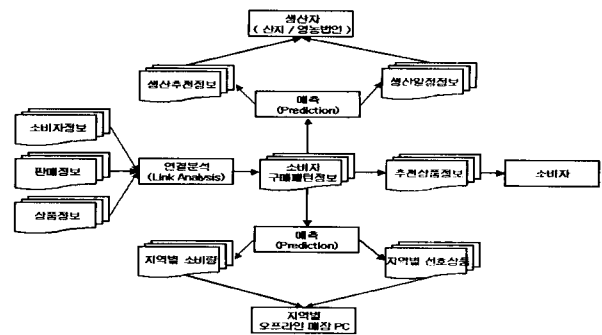 생산자
( 산지 / 영농법인 )
생산추천정보
생산일정정보
예측
(Prediction)
소비자정보
판매정보
상품정보
연결분석
(Link Analysis)
소비자
구매패턴정보
추천상품정보
소비자
예측
(Prediction)
지역별 소비량
지역별 선호상품
지역별
오프라인 매장 PC